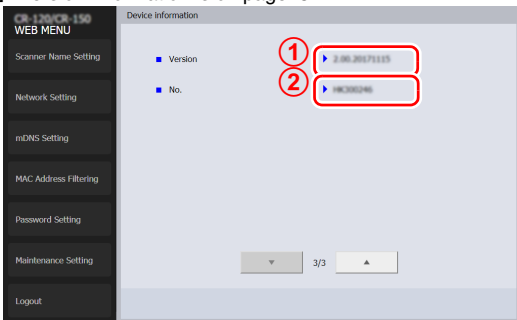 CR-120/CR-150
WEB MENU
Device information
Scanner Name Setting
Network Setting
mDNS Setting
MAC Address Filtering
Password Setting
Maintenance Setting
Logout
Version
① 2.00.20171115
No.
②
3/3